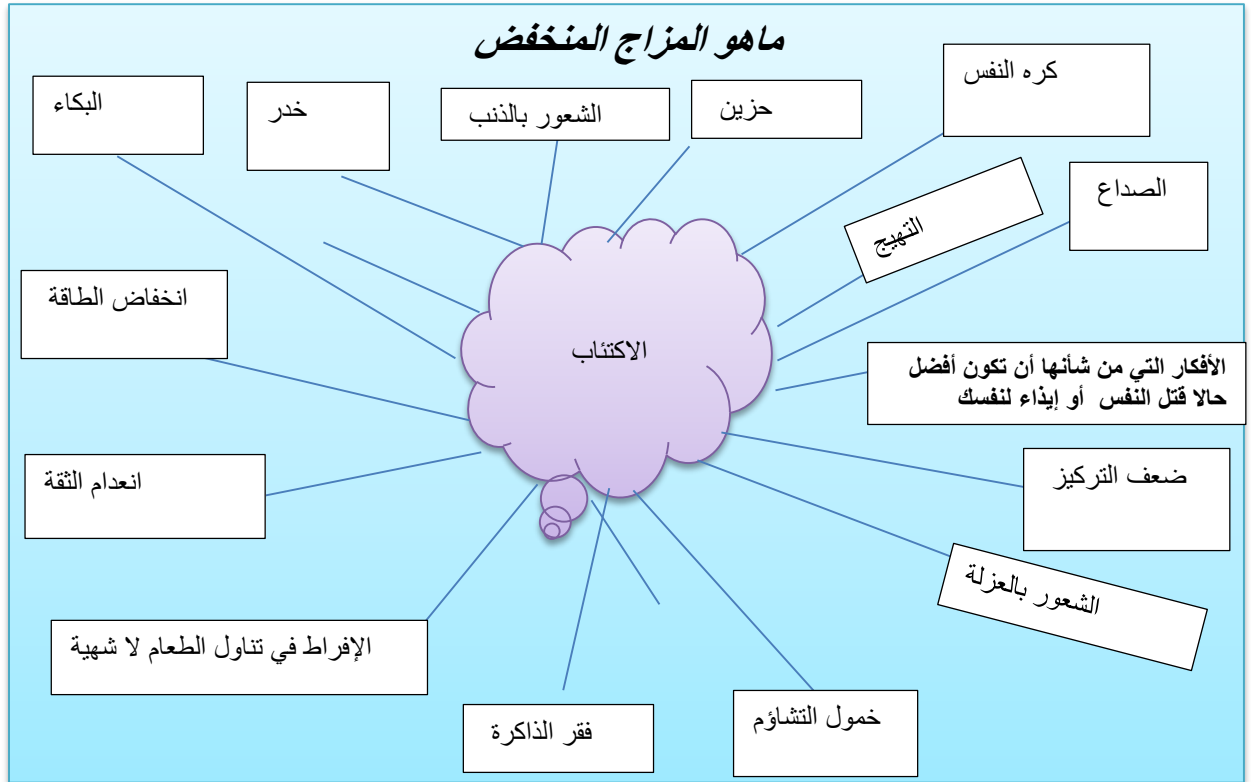 ماهو المزاج المنخفض
كره النفس
حزين
الشعور بالذنب
خدر
البكاء
الصداع
التهيج
انخفاض الطاقة
الاكتئاب
الأفكار التي من شأنها أن تكون أفضل
حالا قتل النفس أو إيذاء لنفسك
ضعف التركيز
انعدام الثقة
الشعور بالعزلة
الإفراط في تناول الطعام لا شهية
خمول التشاؤم
فقر الذاكرة